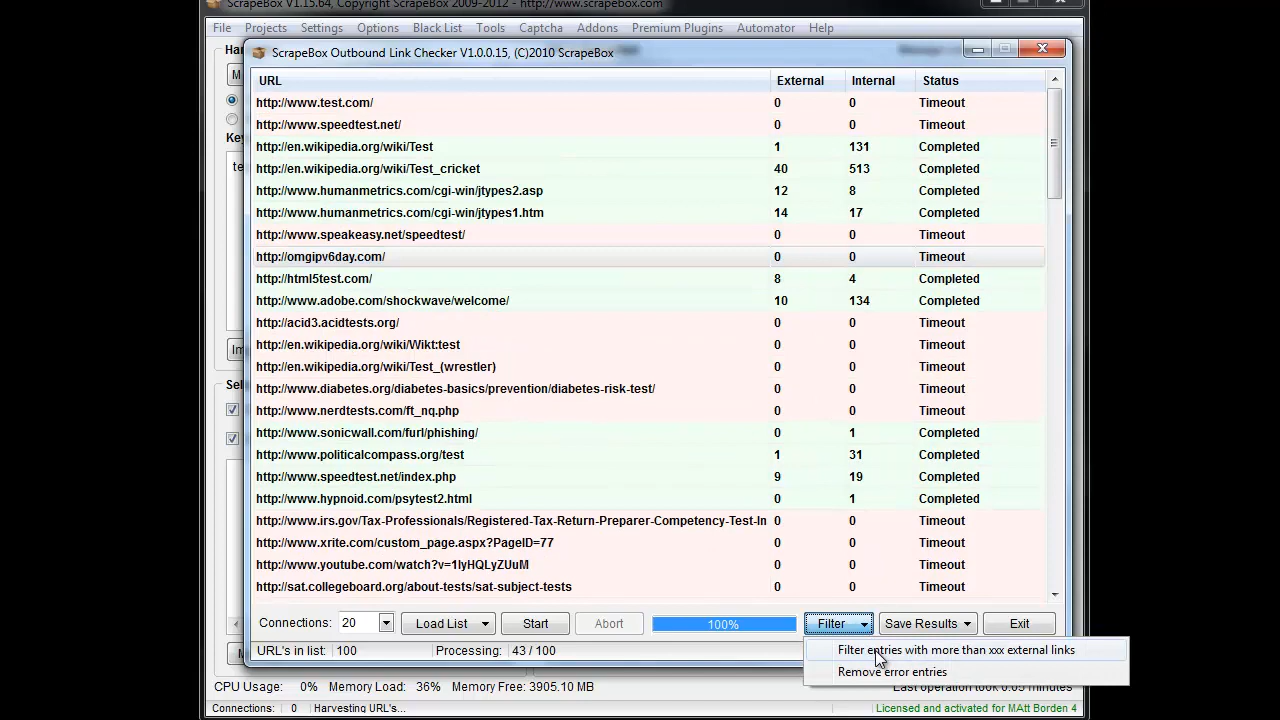 ScrapeBox V1.15.64, Copyright ScrapeBox 2009-2012 - http://www.scrapebox.com
File Projects Settings Options Black List Tools Captcha Addons Premium Plugins Automator Help
ScrapeBox Outbound Link Checker V1.0.0.15, (C)2010 ScrapeBox
URL External Internal Status
http://www.test.com/ 0 0 Timeout
http://www.speedtest.net/ 0 0 Timeout
http://en.wikipedia.org/wiki/Test 1 131 Completed
http://en.wikipedia.org/wiki/Test_cricket 40 513 Completed
http://www.humanmetrics.com/cgi-win/jtypes2.asp 12 8 Completed
http://www.humanmetrics.com/cgi-win/jtypes1.htm 14 17 Completed
http://www.speakeasy.net/speedtest/ 0 0 Timeout
http://omgipv6day.com/ 0 0 Timeout
http://html5test.com/ 8 4 Completed
http://www.adobe.com/shockwave/welcome/ 10 134 Completed
http://acid3.acidtests.org/ 0 0 Timeout
http://en.wikipedia.org/wiki/Wikt:test 0 0 Timeout
http://en.wikipedia.org/wiki/Test_(wrestler) 0 0 Timeout
http://www.diabetes.org/diabetes-basics/prevention/diabetes-risk-test/ 0 0 Timeout
http://www.nerdtests.com/ft_nq.php 0 0 Timeout
http://www.sonicwall.com/furl/phishing/ 0 1 Completed
http://www.politicalcompass.org/test 1 31 Completed
http://www.speedtest.net/index.php 9 19 Completed
http://www.hypnoid.com/psytest2.html 0 1 Completed
http://www.irs.gov/Tax-Professionals/Registered-Tax-Return-Preparer-Competency-Test-In 0 0 Timeout
http://www.xrite.com/custom_page.aspx?PageID=77 0 0 Timeout
http://www.youtube.com/watch?v=1IyHQLyZUuM 0 0 Timeout
http://sat.collegeboard.org/about-tests/sat-subject-tests 0 0 Timeout
Connections: 20 Load List Start Abort 100% Filter Save Results Exit
URL's in list: 100 Processing: 43 / 100
Filter entries with more than xxx external links
Remove error entries
CPU Usage: 0% Memory Load: 36% Free Memory: 3905.10 MB Last operation took 0.05 minutes
Connections: 0 Harvesting URL's... Licensed and activated for MAtt Borden 4